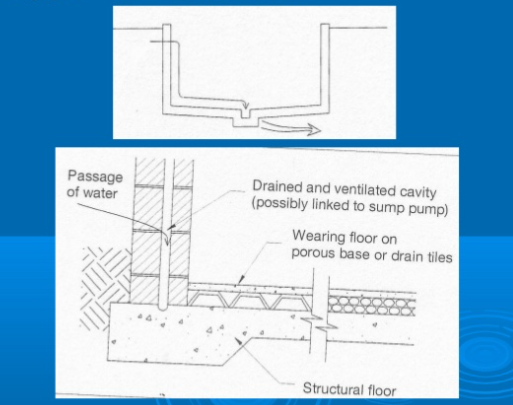 Passage
of water
Drained and ventilated cavity
(possibly linked to sump pump)
Wearing floor on
porous base or drain tiles
Structural floor